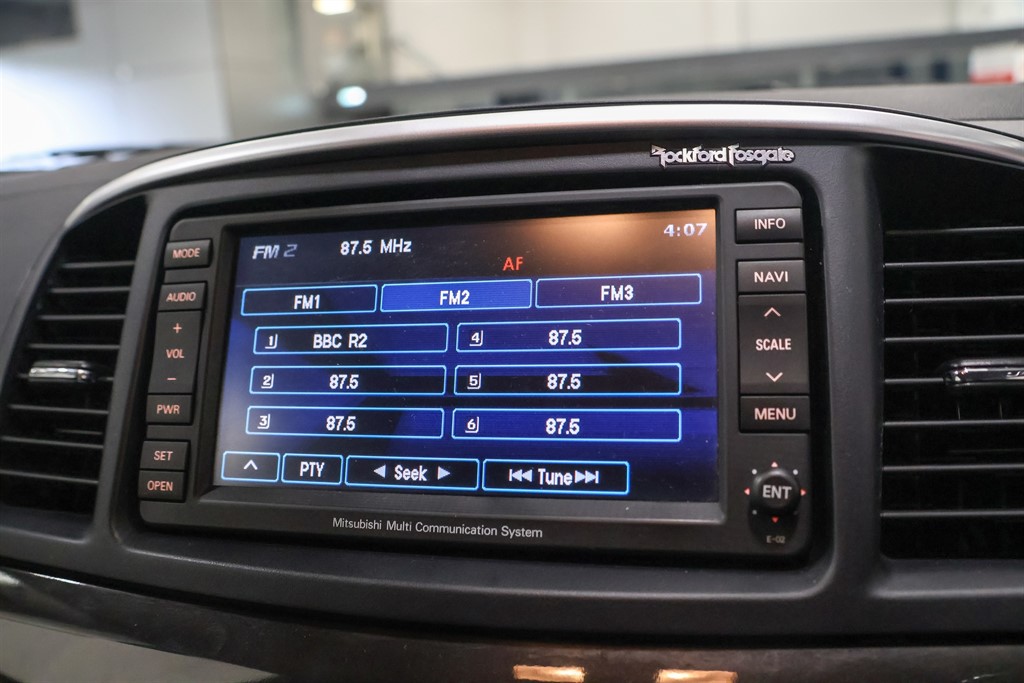 Rockford Fosgate
MODE
AUDIO
+
VOL
−
PWR
SET
OPEN
FM 2 87.5 MHz 4:07
AF
FM1 FM2 FM3
1 BBC R2 4 87.5
2 87.5 5 87.5
3 87.5 6 87.5
PTY Seek Tune
INFO
NAVI
SCALE
MENU
ENT
E-02
Mitsubishi Multi Communication System